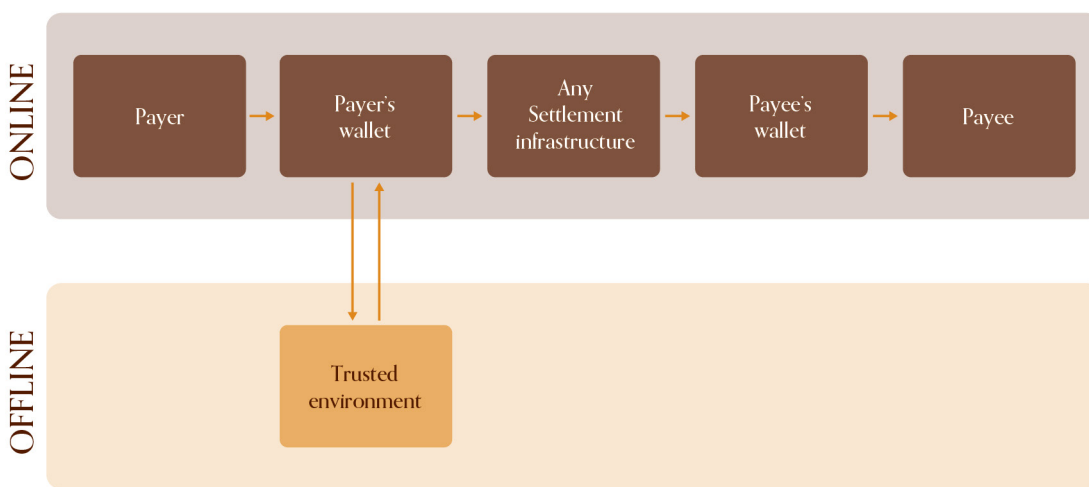 ONLINE
Payer
Payer's
wallet
Any
Settlement
infrastructure
Payee's
wallet
Payee
OFFLINE
Trusted
environment